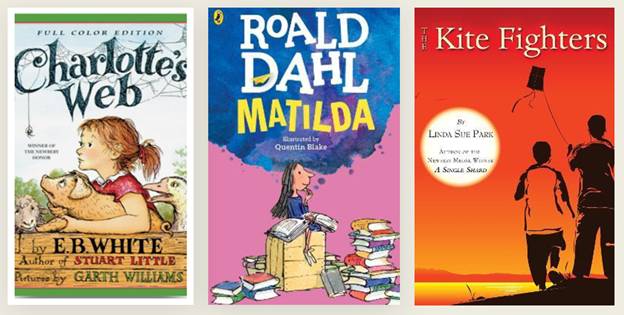 FULL COLOR EDITION
Charlotte's
Web
WINNER OF
THE NEWBERY
HONOR
by E.B. WHITE
Author of STUART LITTLE
Pictures by GARTH WILLIAMS
ROALD
DAHL
MATILDA
Illustrated by
Quentin Blake
THE Kite Fighters
By
LINDA SUE PARK
AUTHOR OF THE
NEWBERY MEDAL WINNER
A SINGLE SHARD